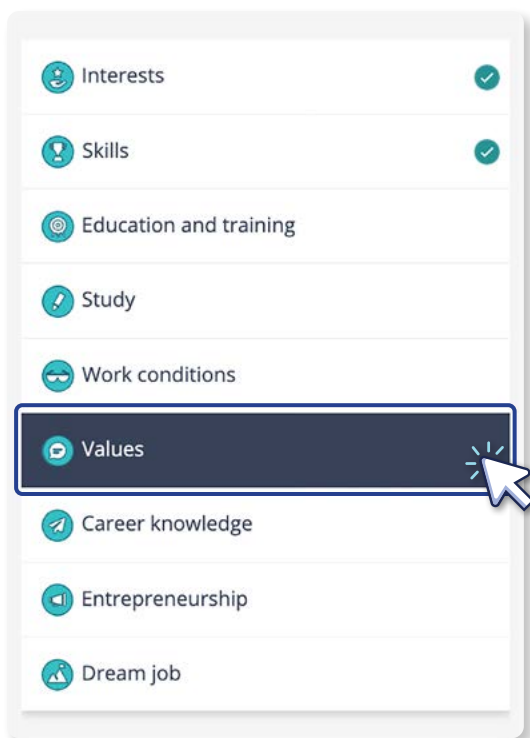 Interests
Skills
Education and training
Study
Work conditions
Values
Career knowledge
Entrepreneurship
Dream job